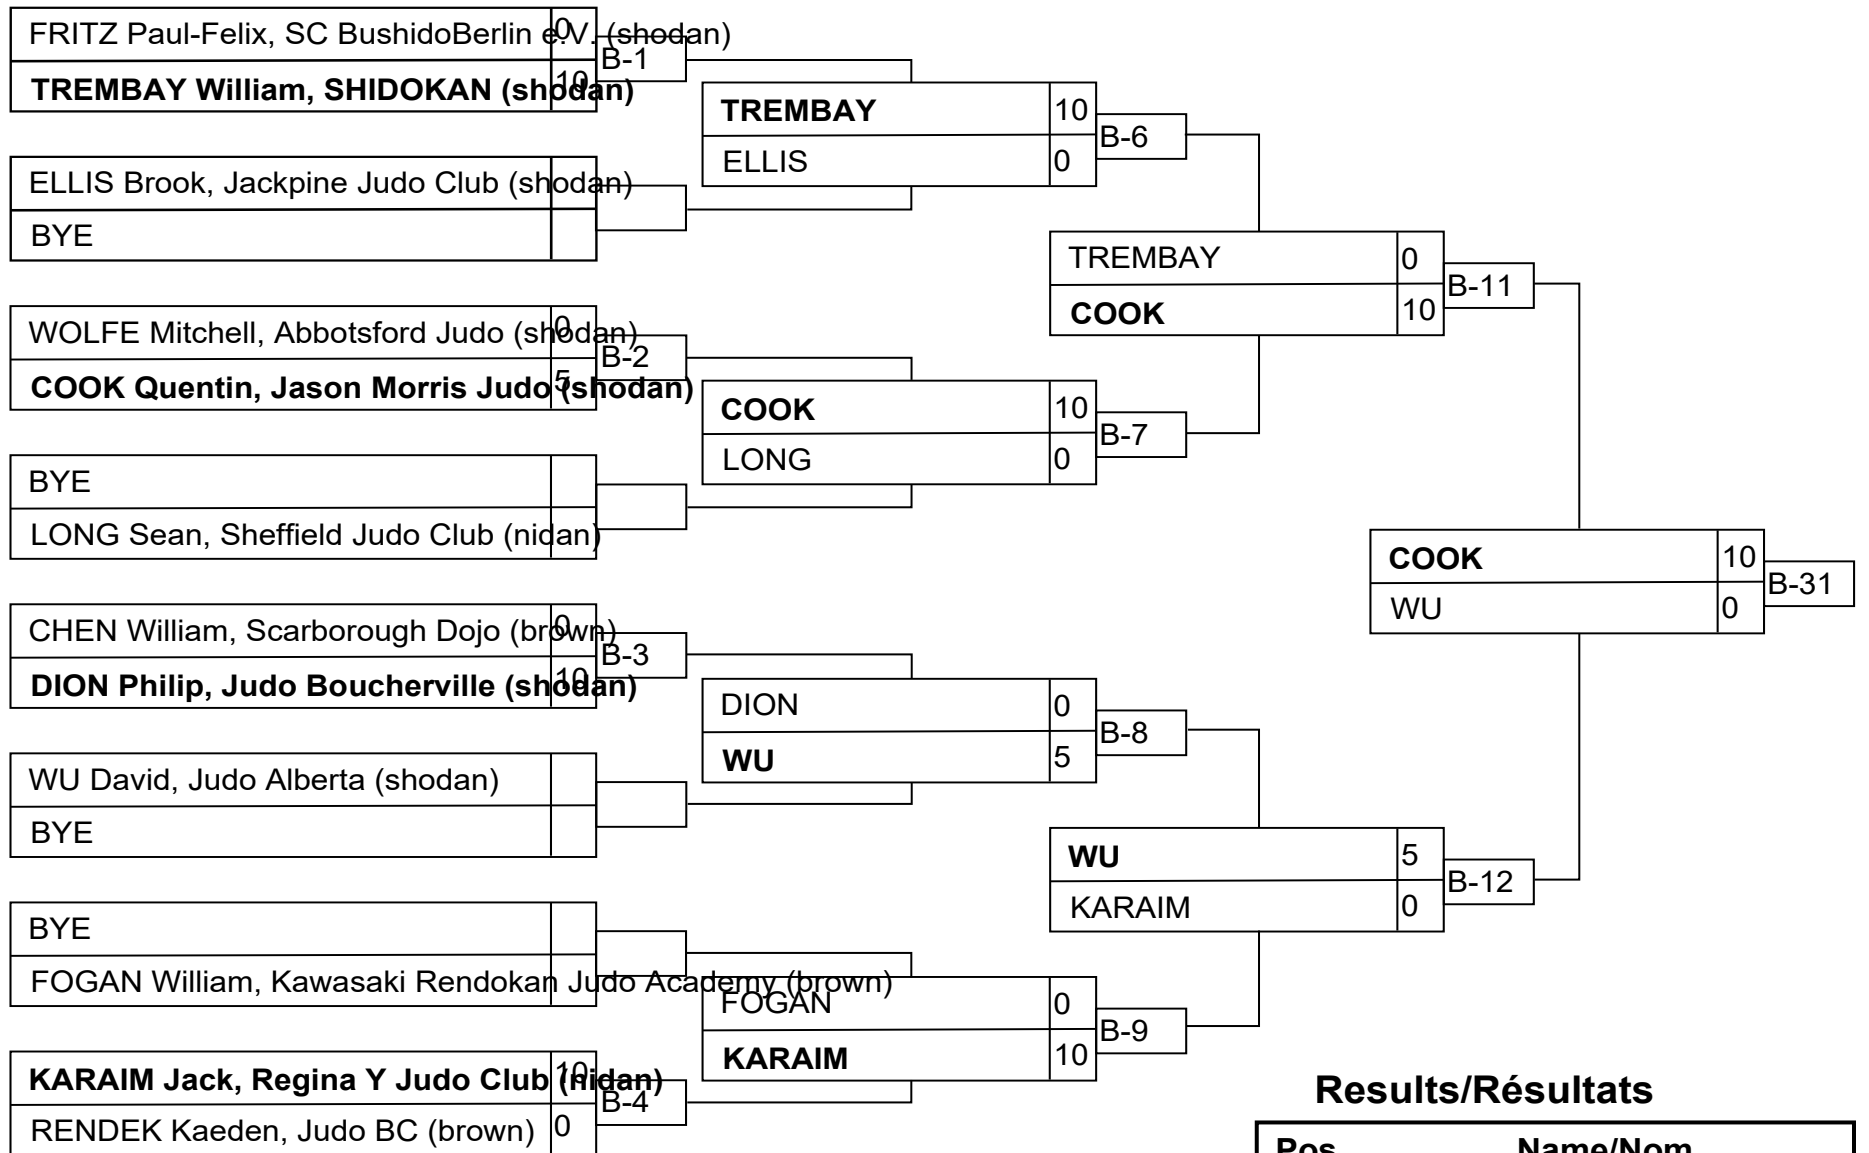 FRITZ Paul-Felix, SC BushidoBerlin e.V. (shodan) 0
TREMBAY William, SHIDOKAN (shodan) 10
B-1
ELLIS Brook, Jackpine Judo Club (shodan)
BYE
WOLFE Mitchell, Abbotsford Judo (shodan) 0
COOK Quentin, Jason Morris Judo (shodan) 5
B-2
BYE
LONG Sean, Sheffield Judo Club (nidan)
CHEN William, Scarborough Dojo (brown) 0
DION Philip, Judo Boucherville (shodan) 10
B-3
WU David, Judo Alberta (shodan)
BYE
BYE
FOGAN William, Kawasaki Rendokan Judo Academy (brown)
KARAIM Jack, Regina Y Judo Club (nidan) 10
RENDEK Kaeden, Judo BC (brown) 0
B-4
TREMBAY 10
ELLIS 0
B-6
COOK 10
LONG 0
B-7
DION 0
WU 5
B-8
FOGAN 0
KARAIM 10
B-9
TREMBAY 0
COOK 10
B-11
WU 5
KARAIM 0
B-12
COOK 10
WU 0
B-31
Results/Résultats
Pos Name/Nom